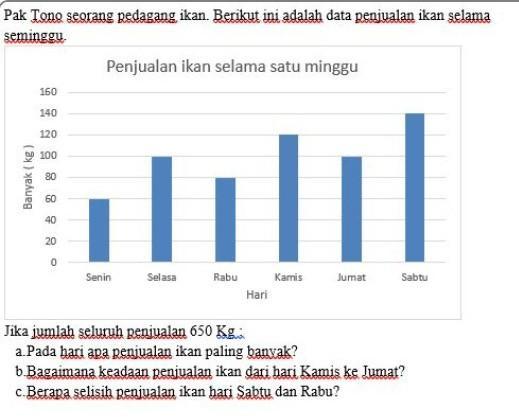 Pak Tono seorang pedagang ikan. Berikut ini adalah data penjualan ikan selama
seminggu.
Penjualan ikan selama satu minggu
160
140
120
100
80
60
40
20
0
Banyak ( kg )
Senin Selasa Rabu Kamis Jumat Sabtu
Hari
Jika jumlah seluruh penjualan 650 Kg :
a.Pada hari apa penjualan ikan paling banyak?
b.Bagaimana keadaan penjualan ikan dari hari Kamis ke Jumat?
c.Berapa selisih penjualan ikan hari Sabtu dan Rabu?